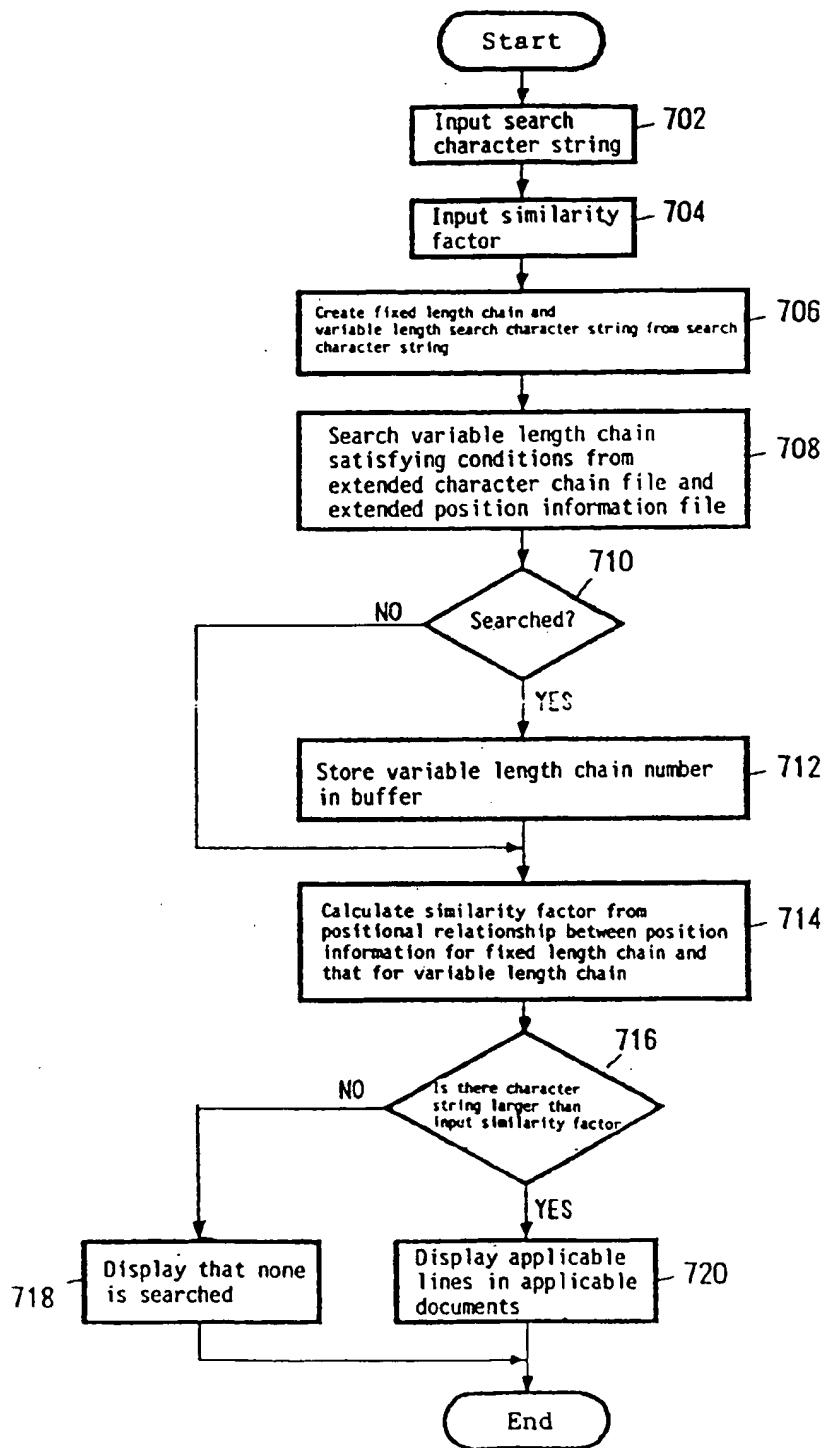 Start
Input search
character string
702
Input similarity
factor
704
Create fixed length chain and
variable length search character string from search
character string
706
Search variable length chain
satisfying conditions from
extended character chain file and
extended position information file
708
710
Searched?
NO
YES
Store variable length chain number
in buffer
712
Calculate similarity factor from
positional relationship between position
information for fixed length chain and
that for variable length chain
714
716
Is there character
string larger than
input similarity factor
NO
YES
Display that none
is searched
718
Display applicable
lines in applicable
documents
720
End